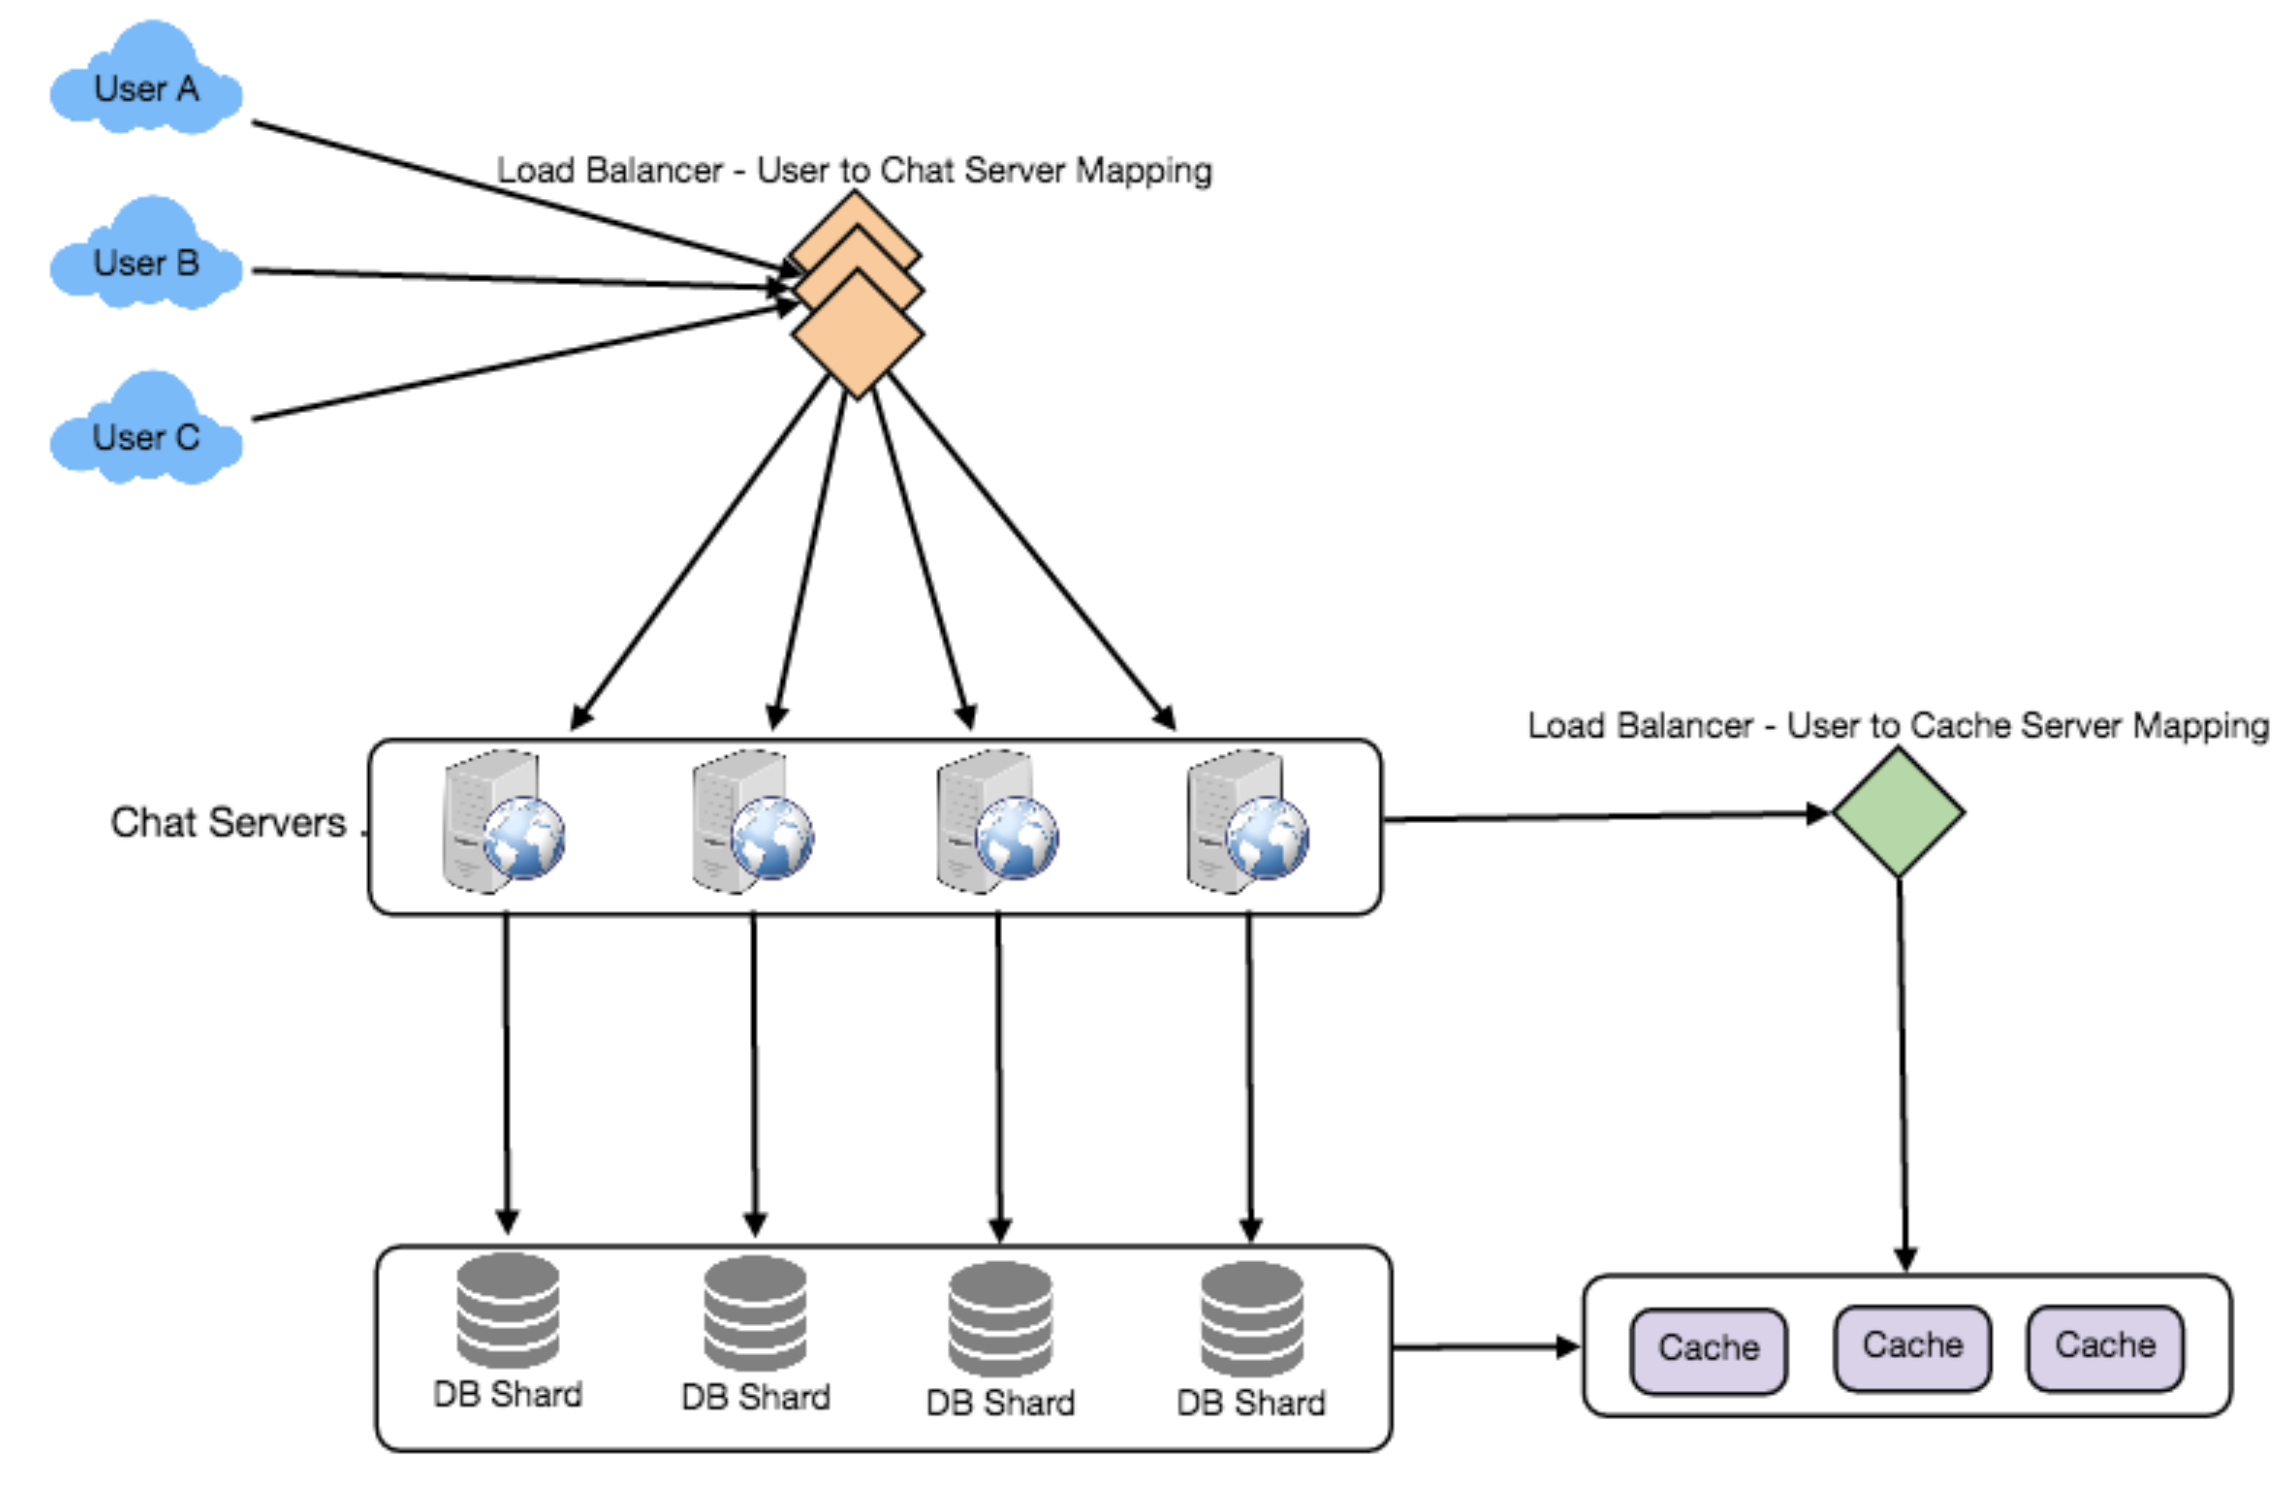 User A
Load Balancer - User to Chat Server Mapping
User B
User C
Load Balancer - User to Cache Server Mapping
Chat Servers
Cache
Cache
Cache
DB Shard
DB Shard
DB Shard
DB Shard